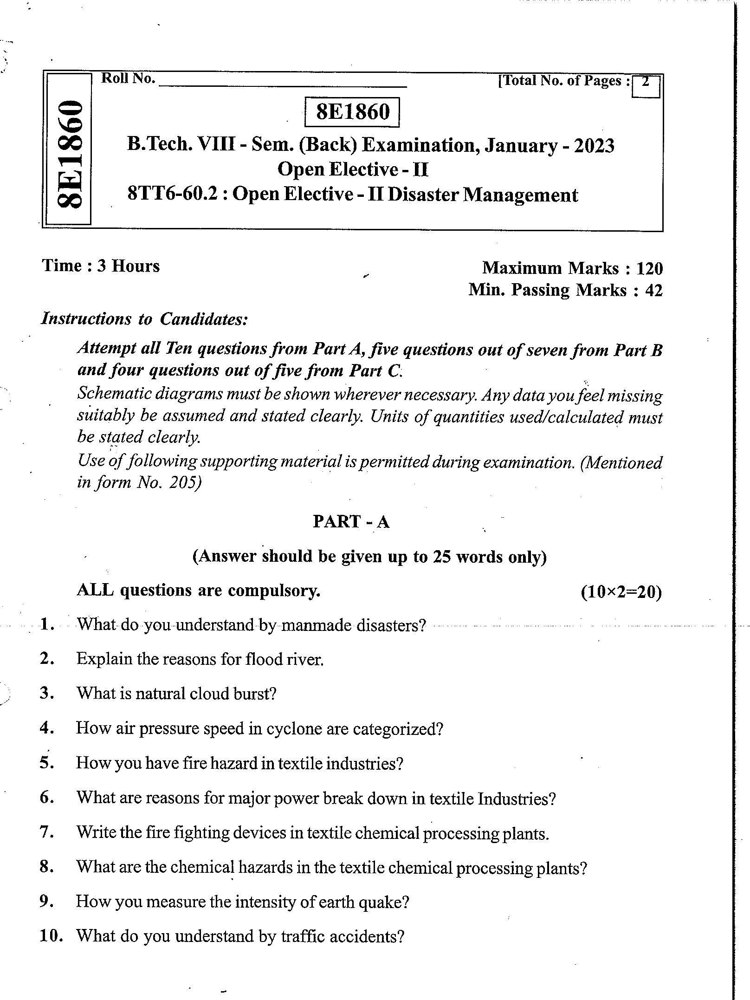 Roll No.
[Total No. of Pages : 2
8E1860
8E1860
B.Tech. VIII - Sem. (Back) Examination, January - 2023
Open Elective - II
8TT6-60.2 : Open Elective - II Disaster Management
Time : 3 Hours
Maximum Marks : 120
Min. Passing Marks : 42
Instructions to Candidates:
Attempt all Ten questions from Part A, five questions out of seven from Part B
and four questions out of five from Part C.
Schematic diagrams must be shown wherever necessary. Any data you feel missing
suitably be assumed and stated clearly. Units of quantities used/calculated must
be stated clearly.
Use of following supporting material is permitted during examination. (Mentioned
in form No. 205)
PART - A
(Answer should be given up to 25 words only)
ALL questions are compulsory. (10×2=20)
1. What do you understand by manmade disasters?
2. Explain the reasons for flood river.
3. What is natural cloud burst?
4. How air pressure speed in cyclone are categorized?
5. How you have fire hazard in textile industries?
6. What are reasons for major power break down in textile Industries?
7. Write the fire fighting devices in textile chemical processing plants.
8. What are the chemical hazards in the textile chemical processing plants?
9. How you measure the intensity of earth quake?
10. What do you understand by traffic accidents?